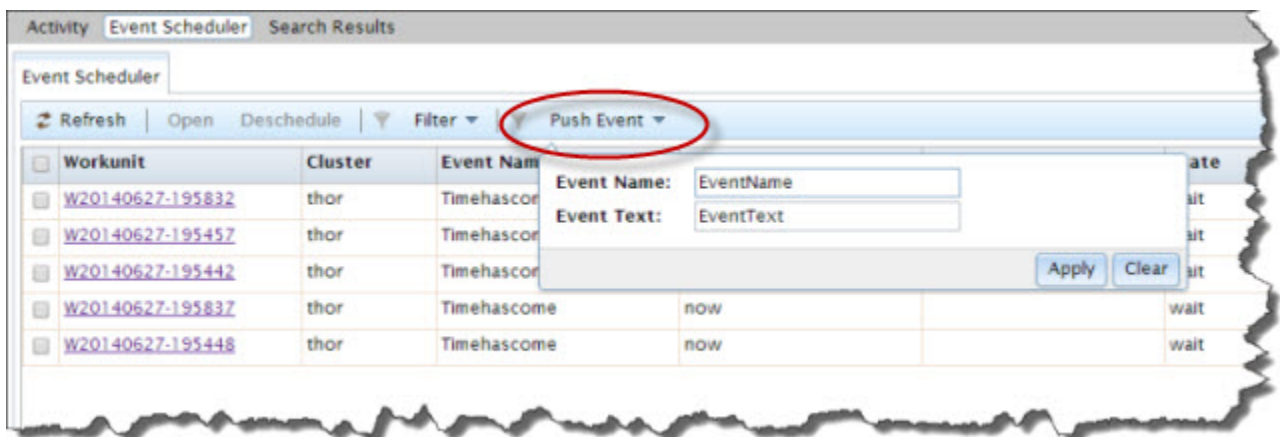 Activity Event Scheduler Search Results
Event Scheduler
Refresh Open Deschedule Filter Push Event
Workunit Cluster Event Nam ate
Event Name: EventName
W20140627-195832 thor Timehascor ait
Event Text: EventText
W20140627-195457 thor Timehascor ait
W20140627-195442 thor Timehascor Apply Clear ait
W20140627-195837 thor Timehascome now wait
W20140627-195448 thor Timehascome now wait